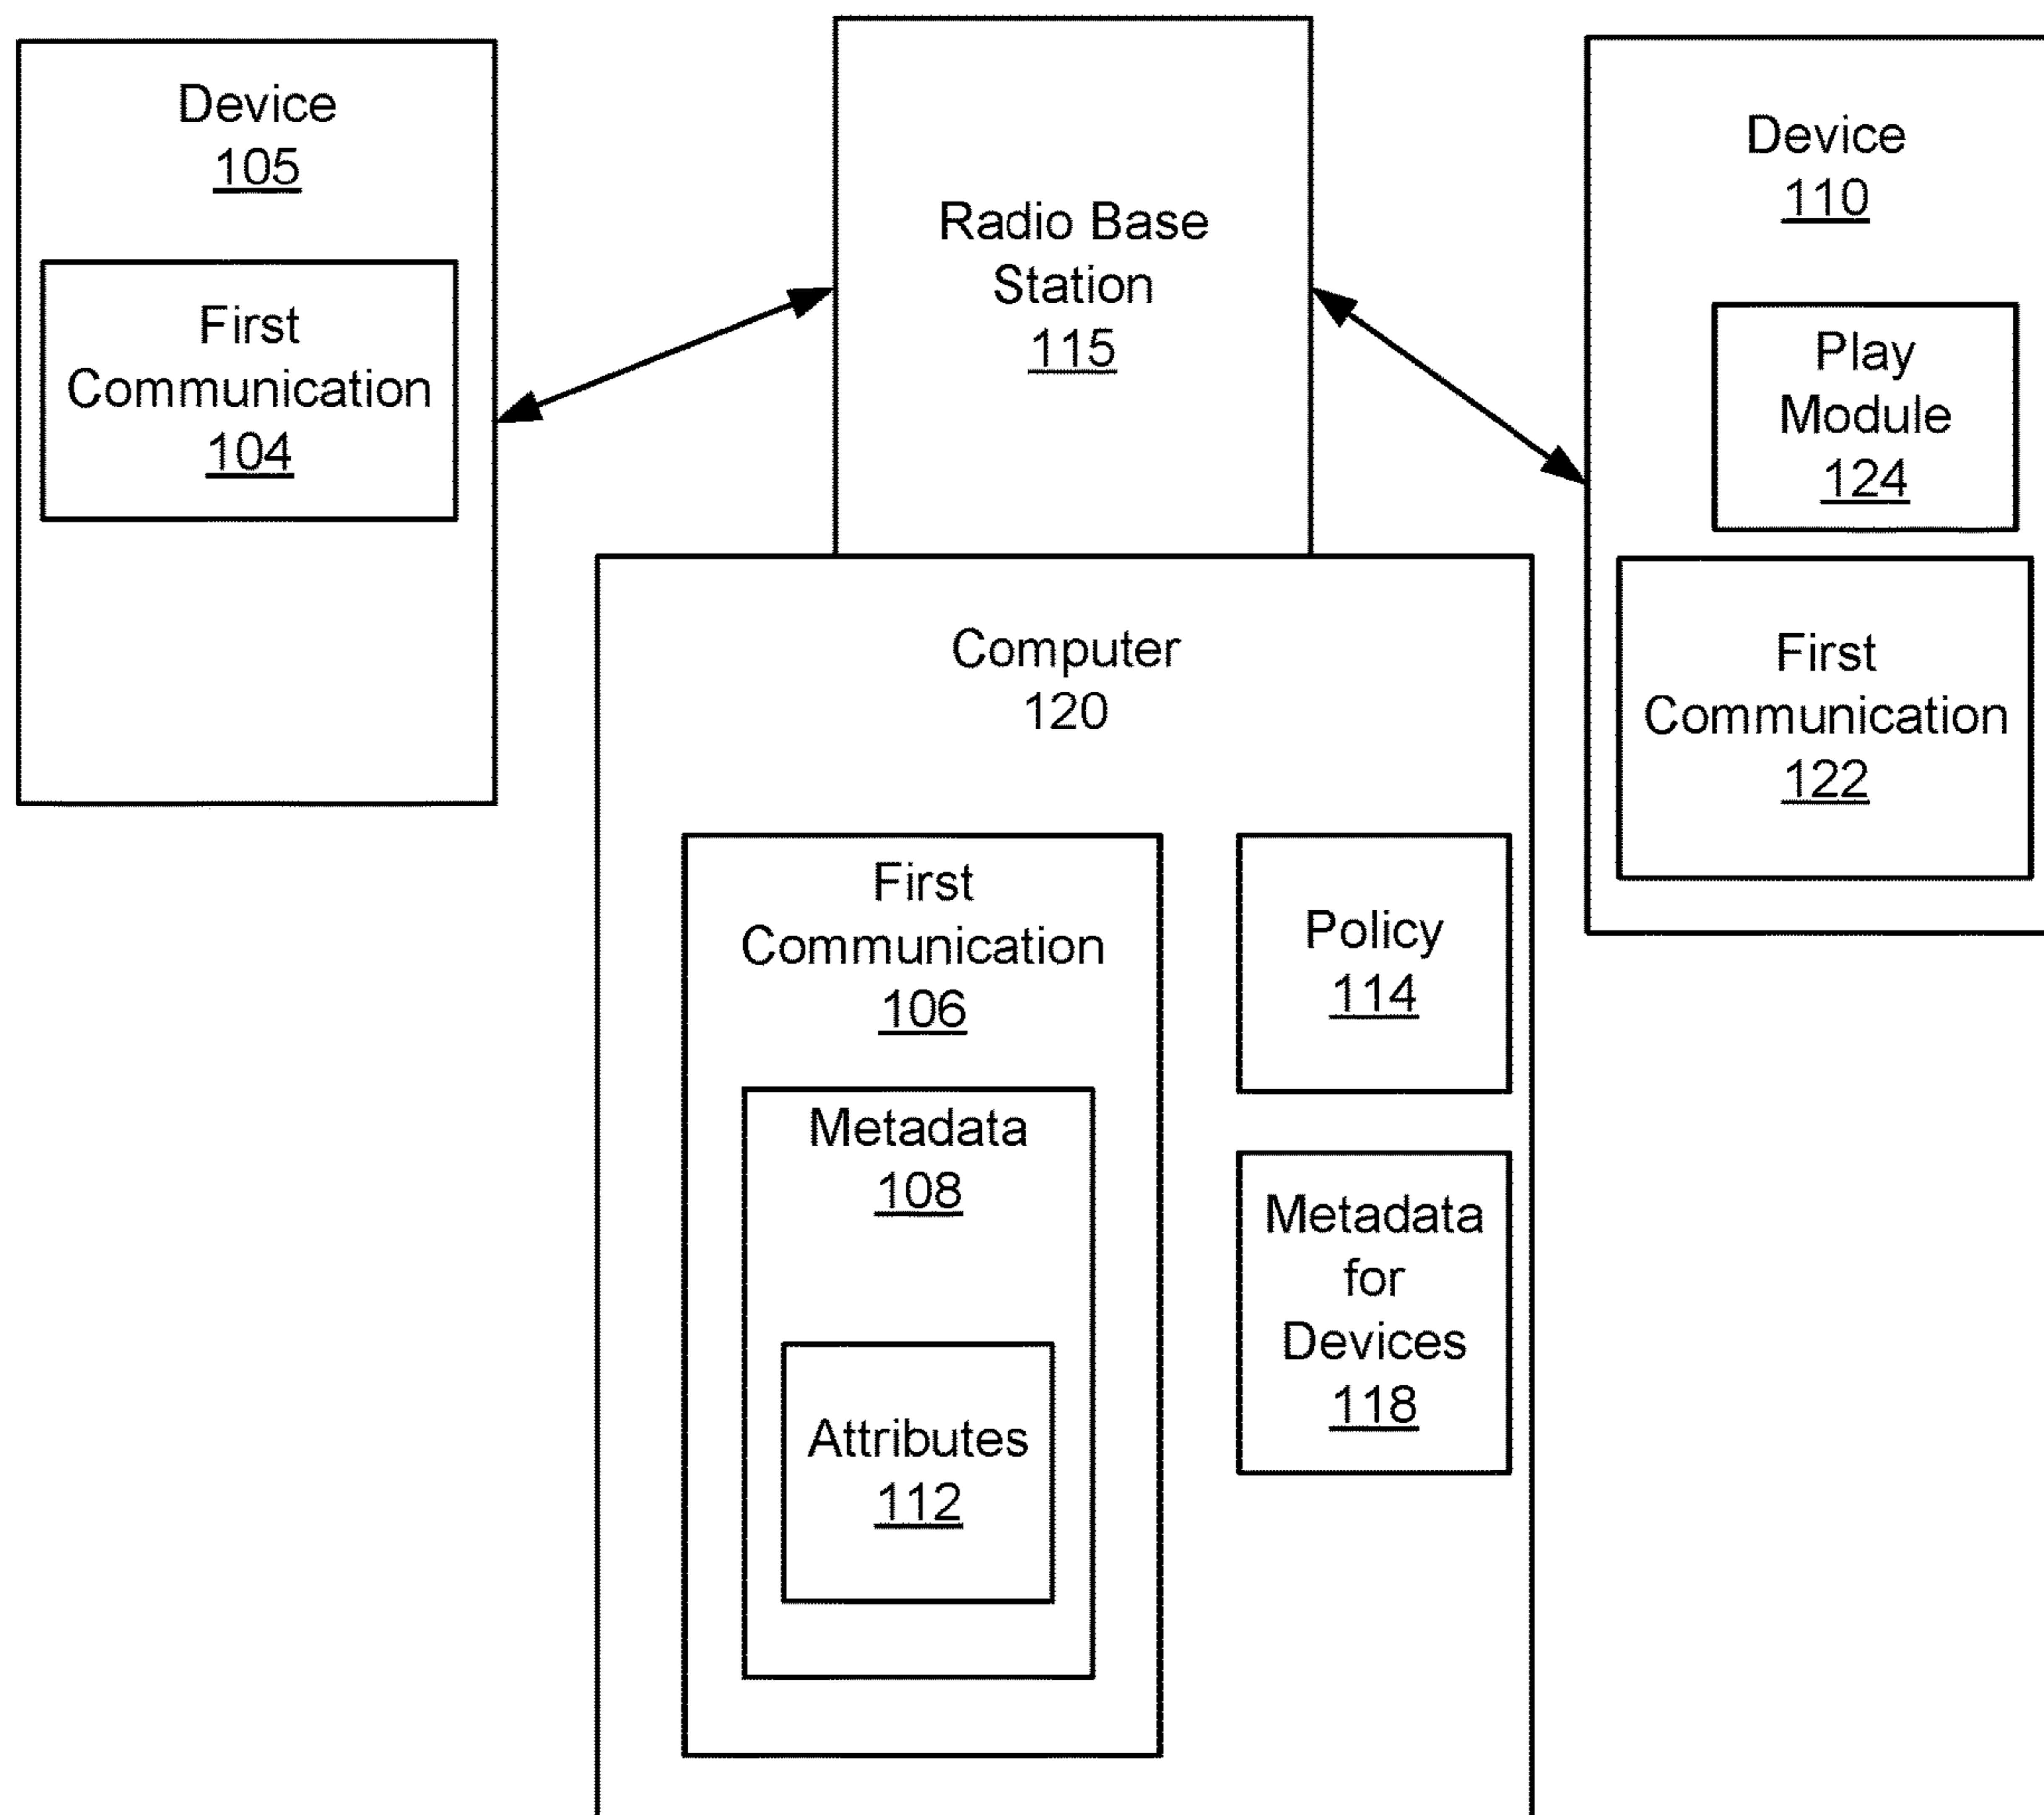 Device
105
First
Communication
104
Radio Base
Station
115
Device
110
Play
Module
124
First
Communication
122
Computer
120
First
Communication
106
Metadata
108
Attributes
112
Policy
114
Metadata
for
Devices
118